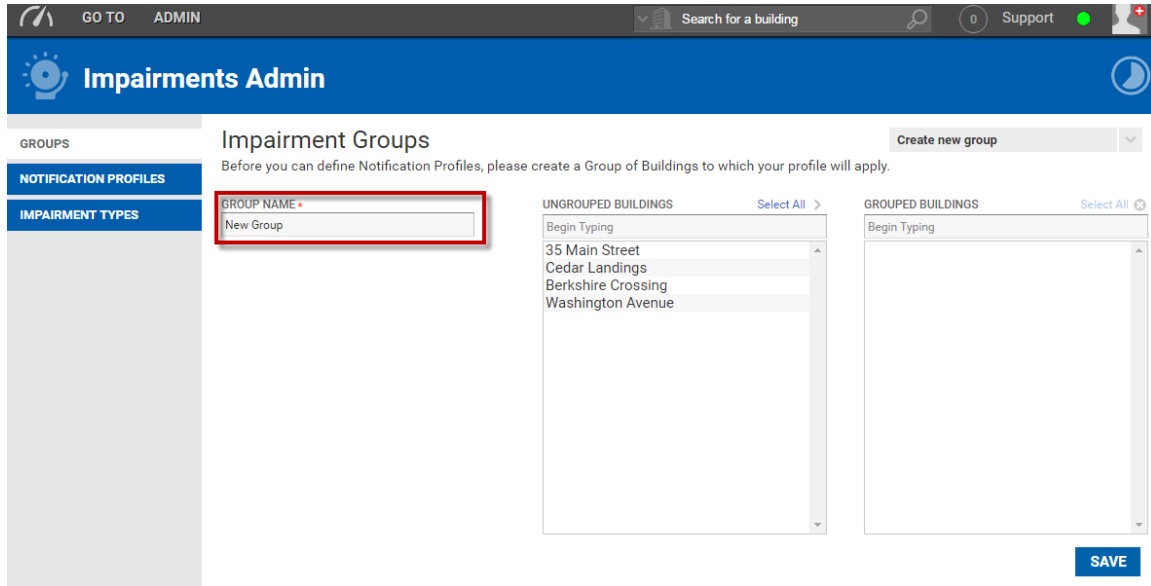 GO TO ADMIN Search for a building 0 Support
Impairments Admin
GROUPS
NOTIFICATION PROFILES
IMPAIRMENT TYPES
Impairment Groups
Create new group
Before you can define Notification Profiles, please create a Group of Buildings to which your profile will apply.
GROUP NAME *
New Group
UNGROUPED BUILDINGS Select All >
Begin Typing
35 Main Street
Cedar Landings
Berkshire Crossing
Washington Avenue
GROUPED BUILDINGS Select All
Begin Typing
SAVE